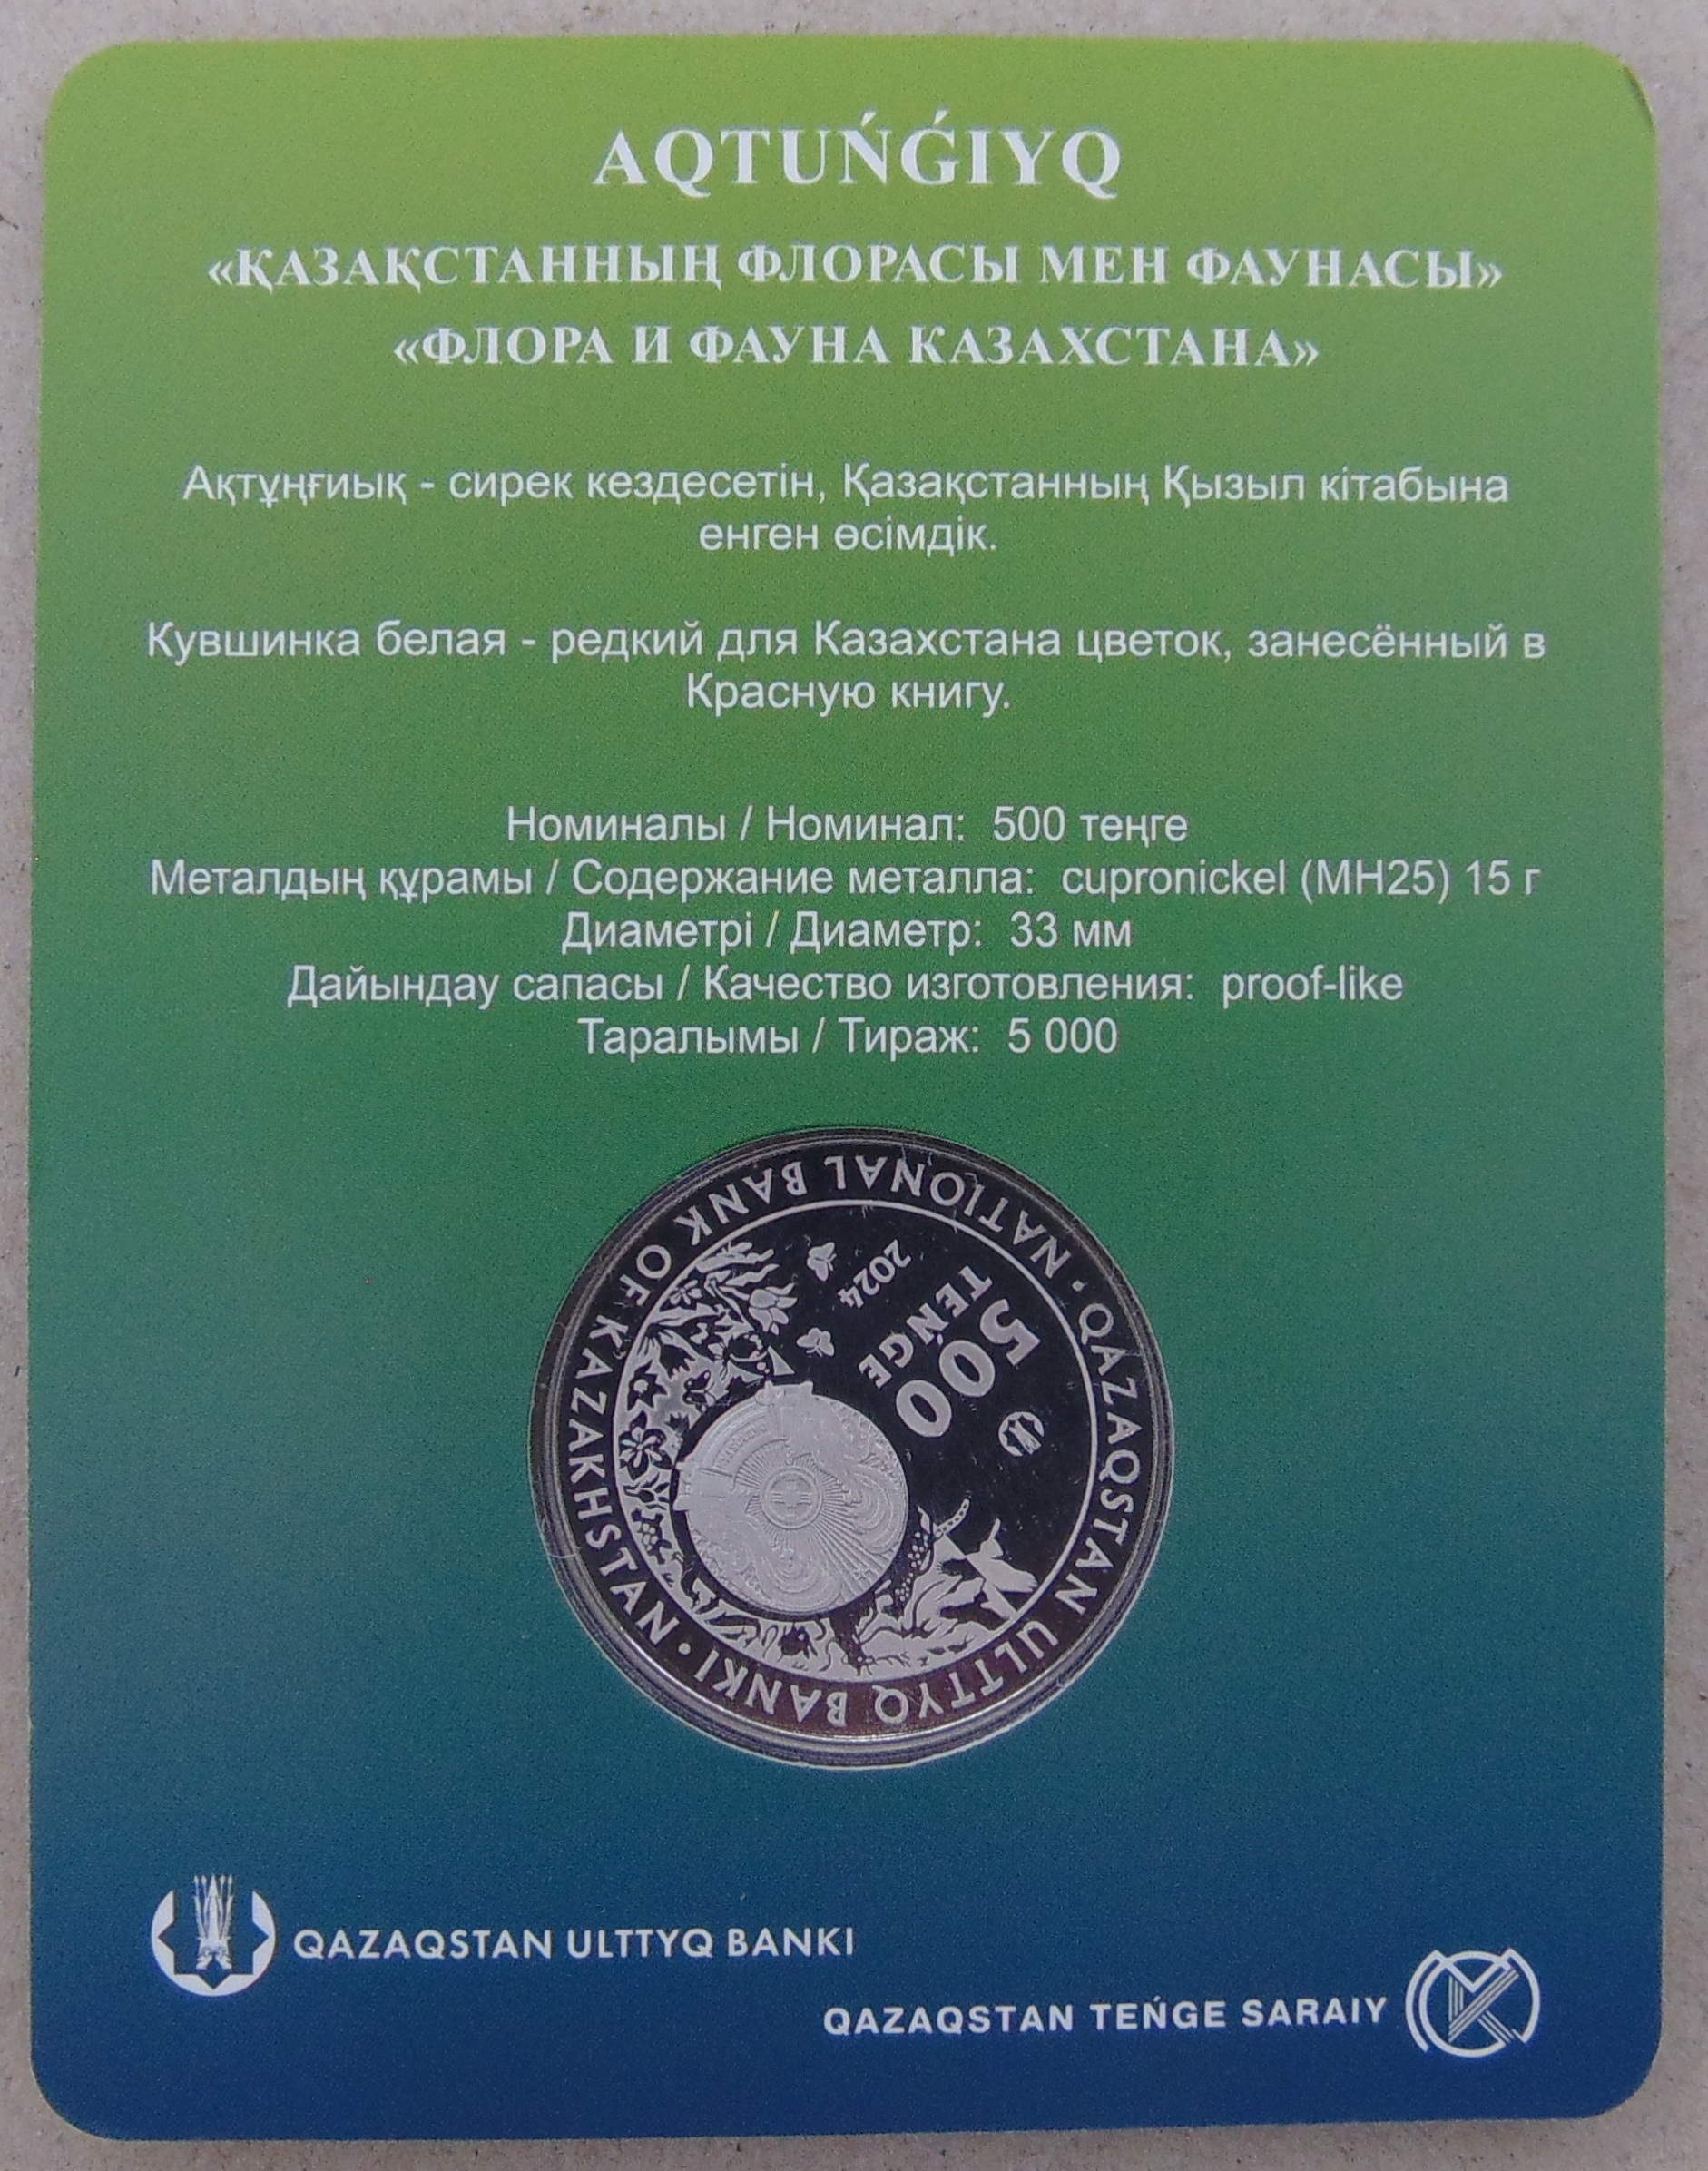 AQTUŃǴIYQ
«ҚАЗАҚСТАННЫҢ ФЛОРАСЫ МЕН ФАУНАСЫ»
«ФЛОРА И ФАУНА КАЗАХСТАНА»
Ақтұңғиық - сирек кездесетін, Қазақстанның Қызыл кітабына
енген өсімдік.
Кувшинка белая - редкий для Казахстана цветок, занесённый в
Красную книгу.
Номиналы / Номинал: 500 теңге
Металдың құрамы / Содержание металла: cupronickel (МН25) 15 г
Диаметрі / Диаметр: 33 мм
Дайындау сапасы / Качество изготовления: proof-like
Таралымы / Тираж: 5 000
QAZAQSTAN ULTTYQ BANKI • NATIONAL BANK OF KAZAKHSTAN •
500
TEŃGE
2024
QAZAQSTAN ULTTYQ BANKI
QAZAQSTAN TEŃGE SARAIY